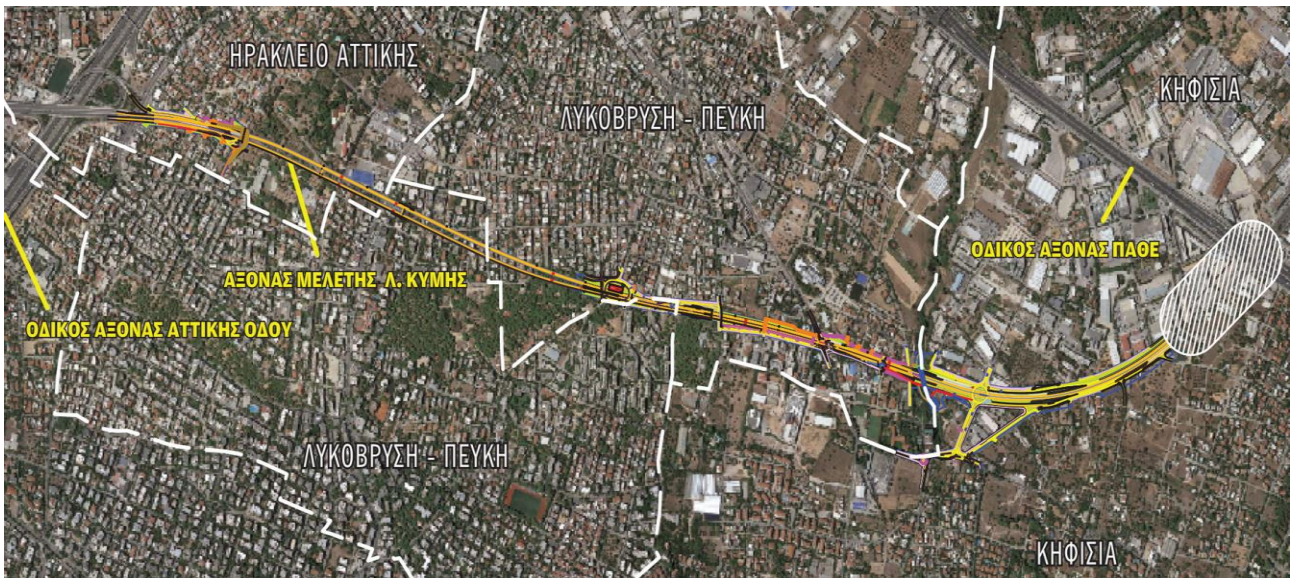 ΗΡΑΚΛΕΙΟ ΑΤΤΙΚΗΣ
ΚΗΦΙΣΙΑ
ΛΥΚΟΒΡΥΣΗ - ΠΕΥΚΗ
ΟΔΙΚΟΣ ΑΞΟΝΑΣ ΠΑΘΕ
ΑΞΟΝΑΣ ΜΕΛΕΤΗΣ Λ. ΚΥΜΗΣ
ΟΔΙΚΟΣ ΑΞΟΝΑΣ ΑΤΤΙΚΗΣ ΟΔΟΥ
ΛΥΚΟΒΡΥΣΗ - ΠΕΥΚΗ
ΚΗΦΙΣΙΑ